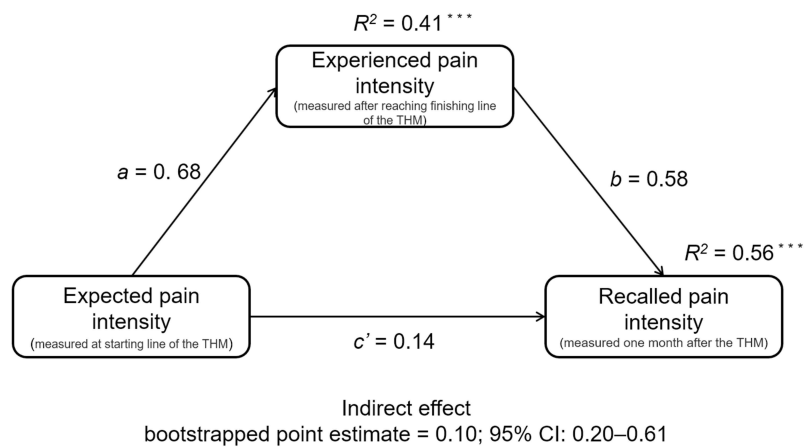 R² = 0.41 ***
Experienced pain
intensity
(measured after reaching finishing line
of the THM)
a = 0. 68
b = 0.58
R² = 0.56 ***
Expected pain
intensity
(measured at starting line of the THM)
Recalled pain
intensity
(measured one month after the THM)
c’ = 0.14
Indirect effect
bootstrapped point estimate = 0.10; 95% CI: 0.20–0.61